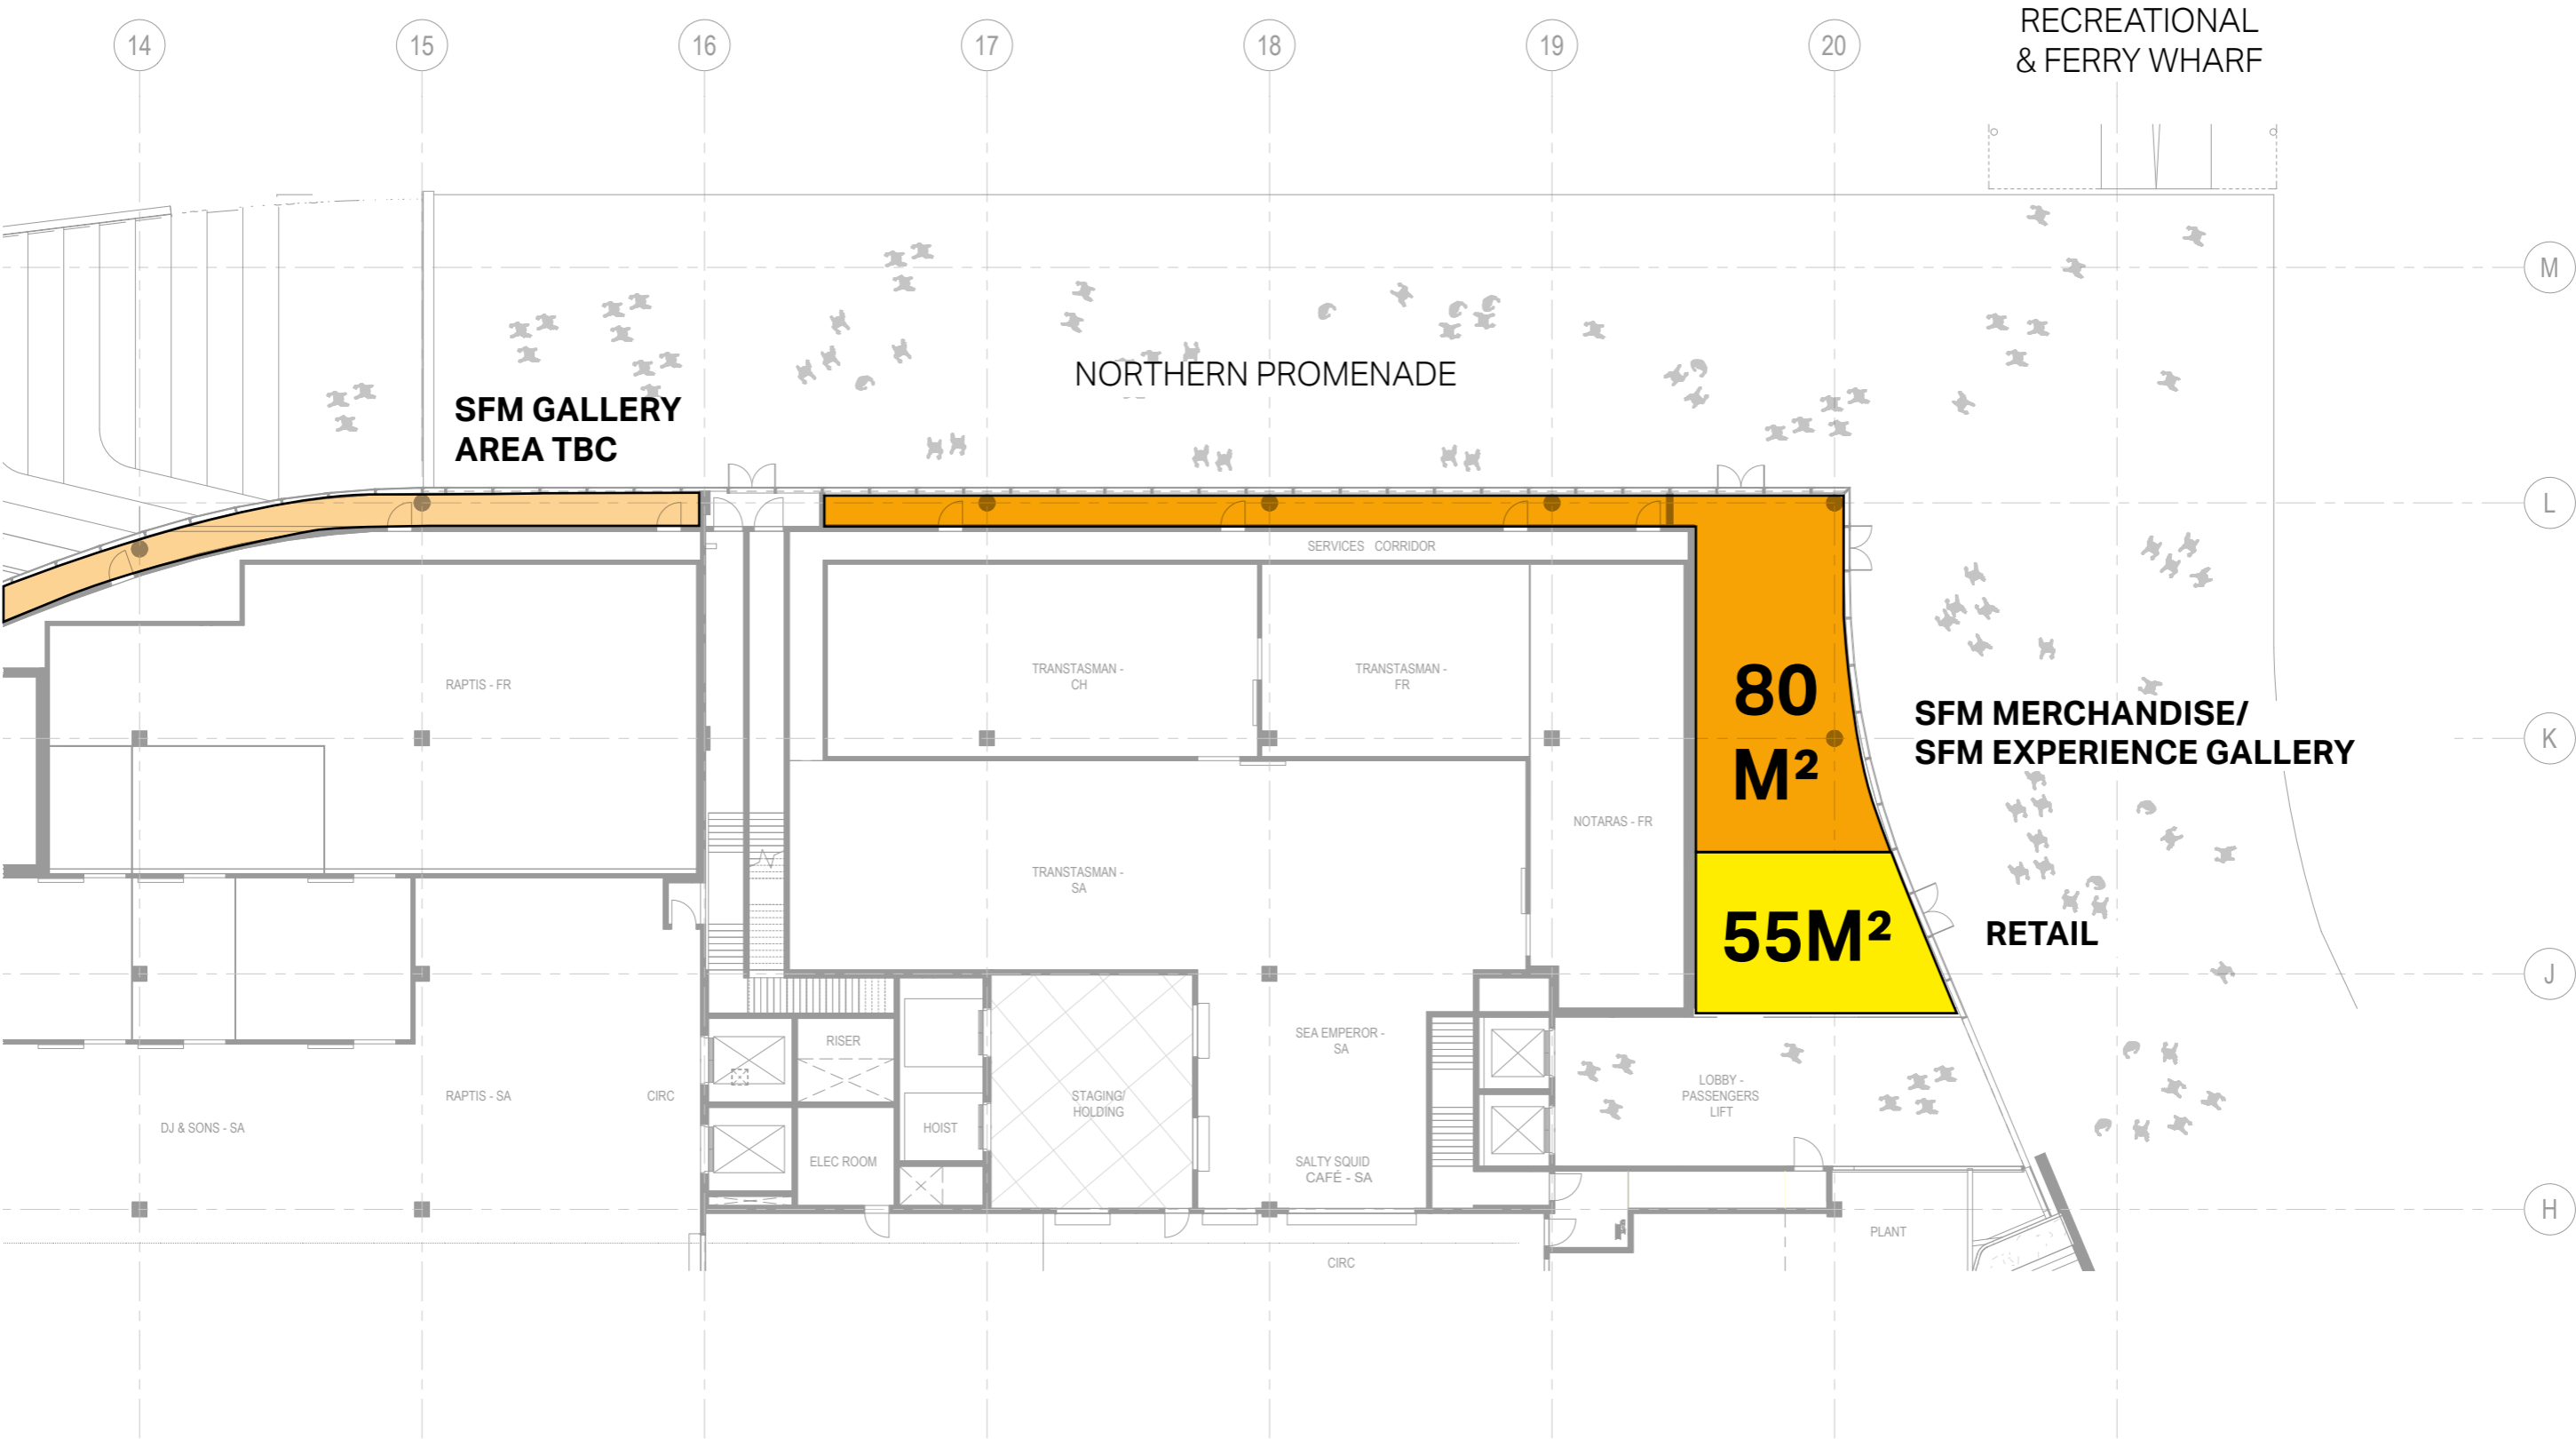 RECREATIONAL
& FERRY WHARF
14
15
16
17
18
19
20
M
NORTHERN PROMENADE
SFM GALLERY
AREA TBC
L
SERVICES CORRIDOR
TRANSTASMAN -
CH
TRANSTASMAN -
FR
RAPTIS - FR
80
M²
SFM MERCHANDISE/
SFM EXPERIENCE GALLERY
K
NOTARAS - FR
TRANSTASMAN -
SA
55M²
RETAIL
J
RISER
SEA EMPEROR -
SA
LOBBY -
PASSENGERS
LIFT
RAPTIS - SA
CIRC
STAGING/
HOLDING
DJ & SONS - SA
HOIST
ELEC ROOM
SALTY SQUID
CAFÉ - SA
H
PLANT
CIRC